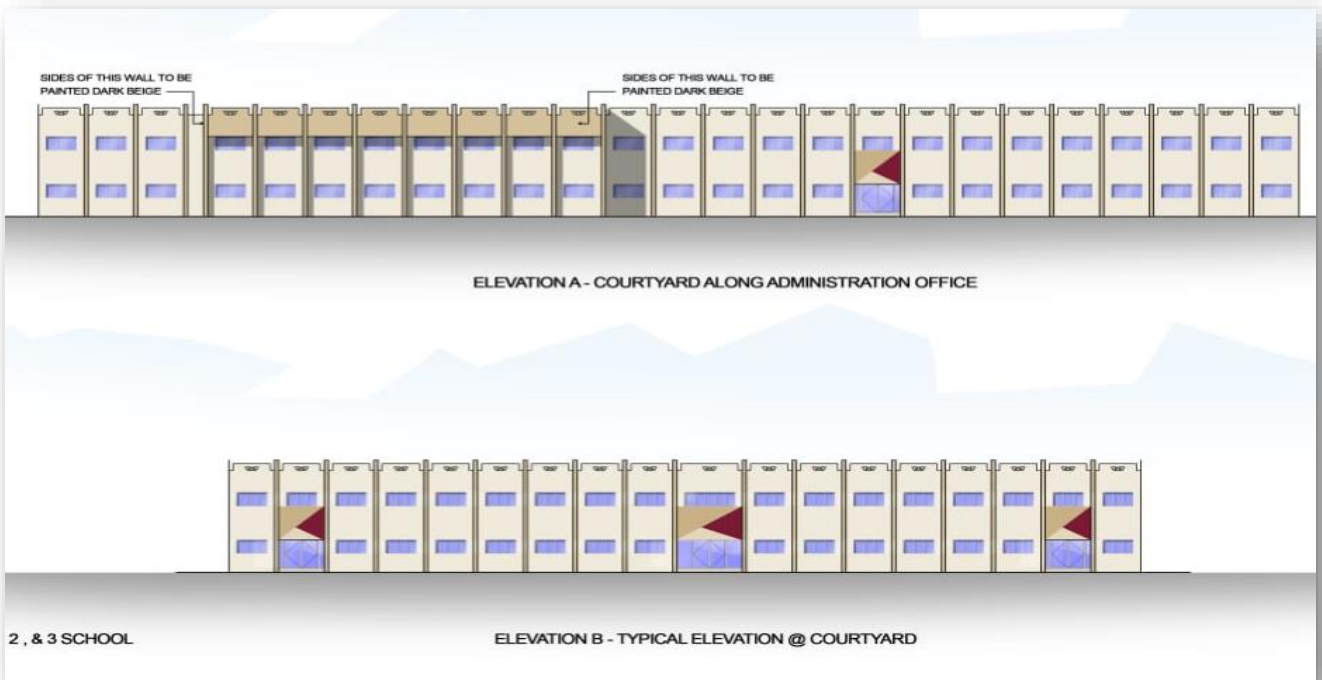 SIDES OF THIS WALL TO BE
PAINTED DARK BEIGE
SIDES OF THIS WALL TO BE
PAINTED DARK BEIGE
ELEVATION A - COURTYARD ALONG ADMINISTRATION OFFICE
2 , & 3 SCHOOL
ELEVATION B - TYPICAL ELEVATION @ COURTYARD